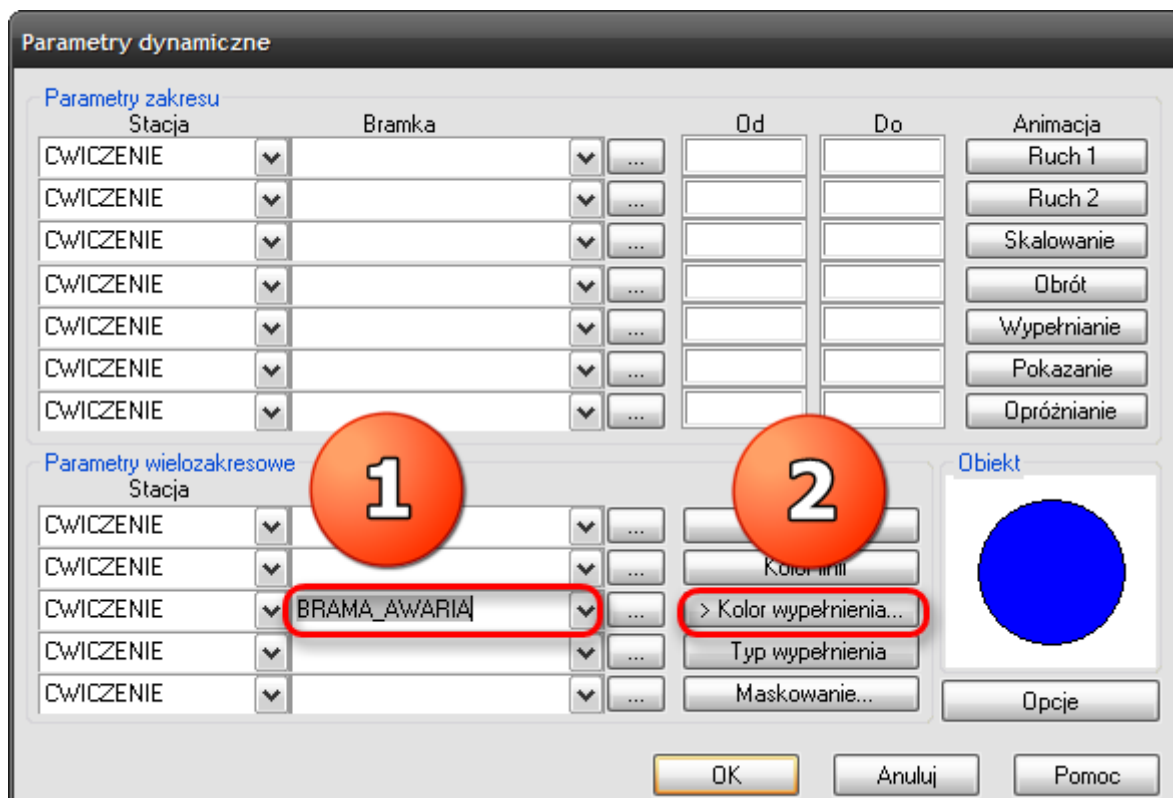 Parametry dynamiczne
Parametry zakresu
Stacja Bramka Od Do Animacja
CWICZENIE ... Ruch 1
CWICZENIE ... Ruch 2
CWICZENIE ... Skalowanie
CWICZENIE ... Obrót
CWICZENIE ... Wypełnianie
CWICZENIE ... Pokazanie
CWICZENIE ... Opróżnianie
Parametry wielozakresowe Obiekt
Stacja
1 2
CWICZENIE ...
CWICZENIE ... Kolor linii
CWICZENIE BRAMA_AWARIA ... > Kolor wypełnienia...
CWICZENIE ... Typ wypełnienia
CWICZENIE ... Maskowanie...
Opcje
OK Anuluj Pomoc